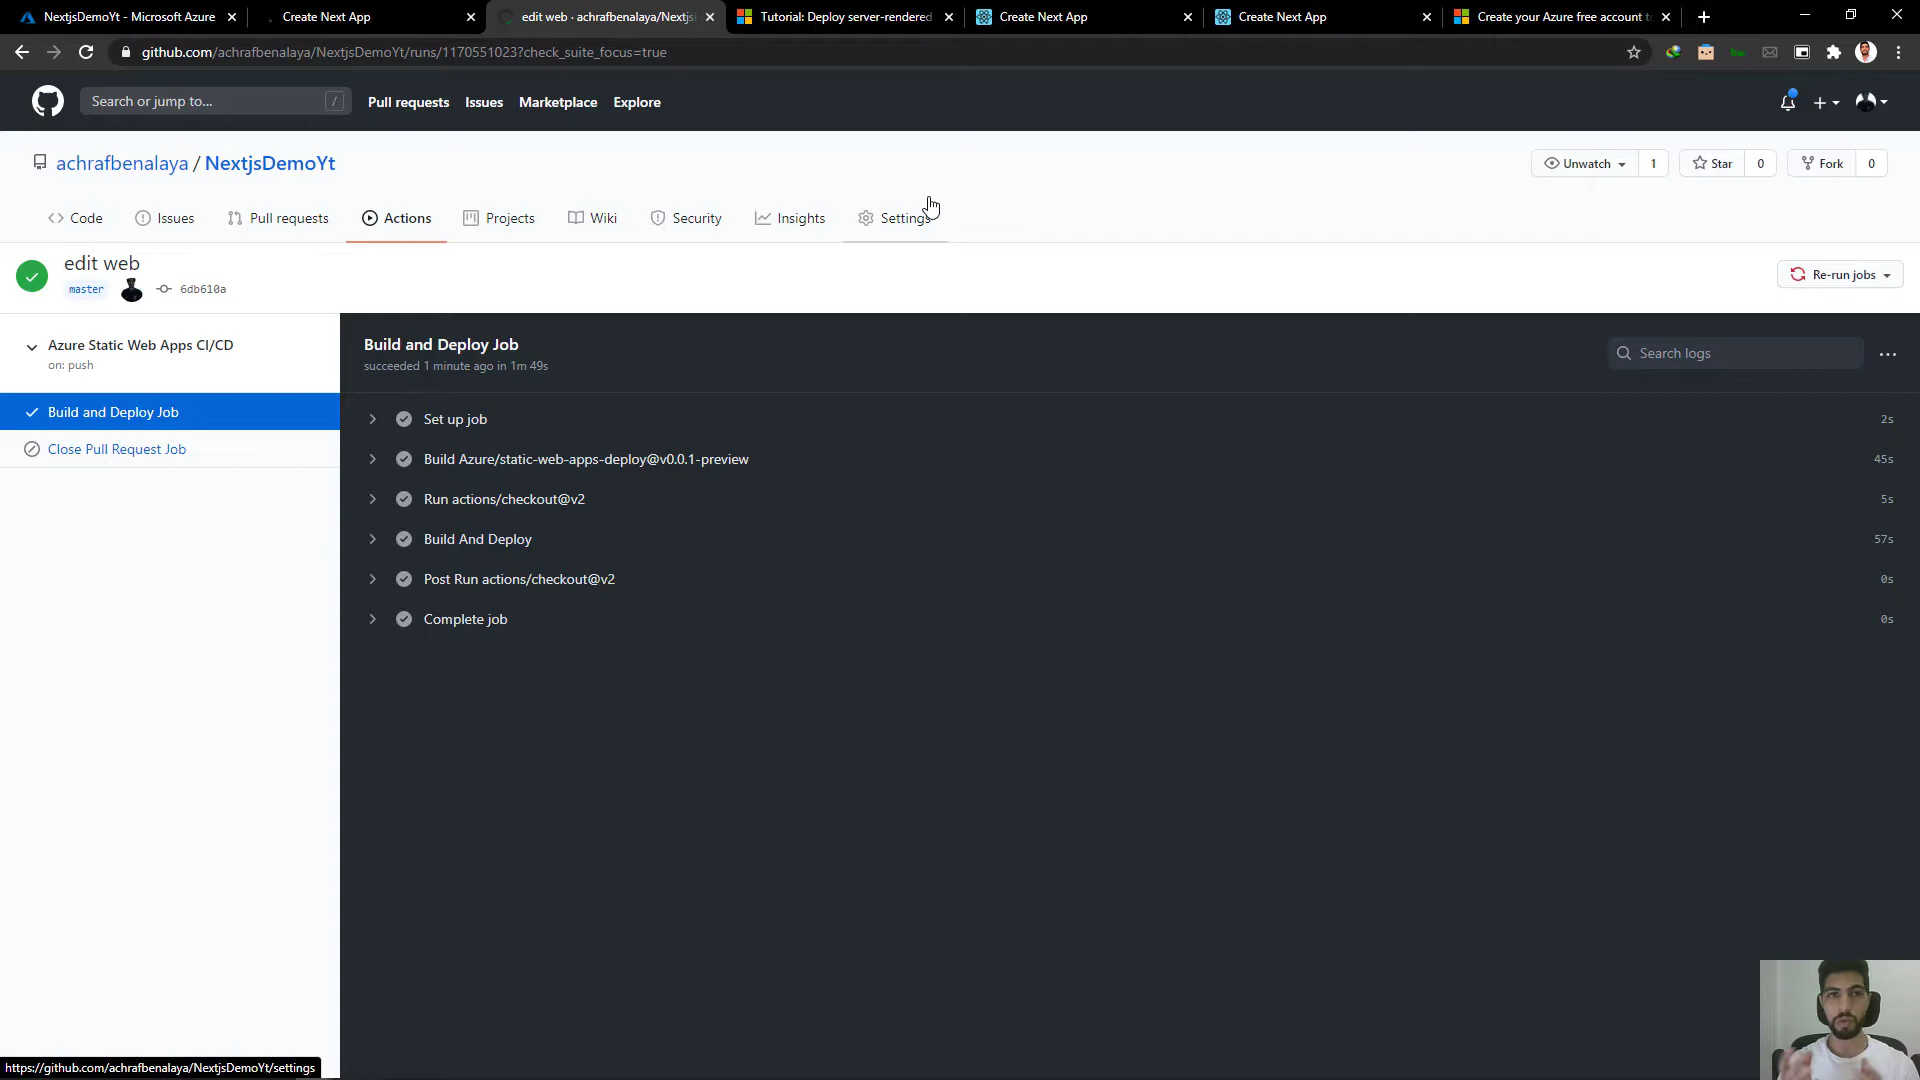 NextjsDemoYt - Microsoft Azure
Create Next App
edit web · achrafbenalaya/Nextjs
Tutorial: Deploy server-rendered
Create Next App
Create Next App
Create your Azure free account to
github.com/achrafbenalaya/NextjsDemoYt/runs/1170551023?check_suite_focus=true
Search or jump to...
/
Pull requests
Issues
Marketplace
Explore
achrafbenalaya / NextjsDemoYt
Unwatch
1
Star
0
Fork
0
Code
Issues
Pull requests
Actions
Projects
Wiki
Security
Insights
Settings
edit web
master
6db610a
Re-run jobs
Azure Static Web Apps CI/CD
on: push
Build and Deploy Job
Close Pull Request Job
Build and Deploy Job
succeeded 1 minute ago in 1m 49s
Search logs
Set up job
2s
Build Azure/static-web-apps-deploy@v0.0.1-preview
45s
Run actions/checkout@v2
5s
Build And Deploy
57s
Post Run actions/checkout@v2
0s
Complete job
0s
https://github.com/achrafbenalaya/NextjsDemoYt/settings